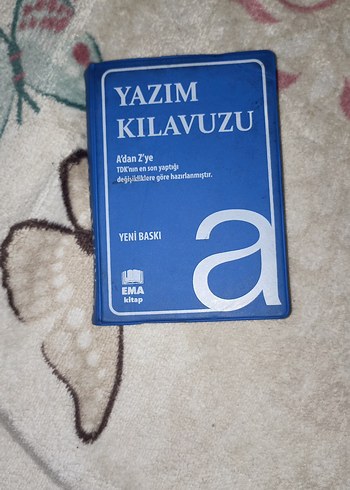 YAZIM
KILAVUZU
A'dan Z'ye
TDK'nın en son yaptığı
değişikliklere göre hazırlanmıştır.
YENİ BASKI
a
EMA
kitap